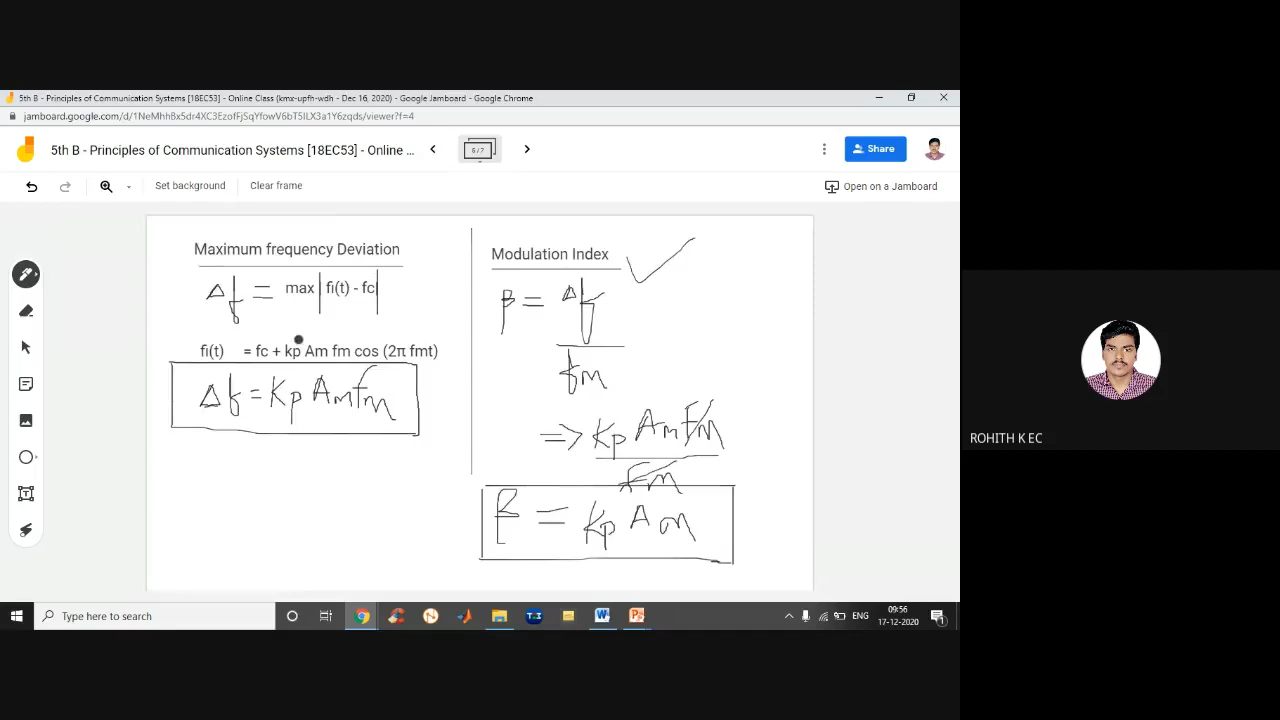 5th B - Principles of Communication Systems [18EC53] - Online Class (kmx-upfh-wdh - Dec 16, 2020) - Google Jamboard - Google Chrome
jamboard.google.com/d/1NeMhhBx5dr4XC3EzofFjSqYfowV6bT5ILX3a1Y6zqds/viewer?f=4
5th B - Principles of Communication Systems [18EC53] - Online ...
Share
Set background
Clear frame
Open on a Jamboard
Maximum frequency Deviation
Δf = max | fi(t) - fc|
fi(t) = fc + kp Am fm cos (2π fmt)
Δf = Kp Am fm
Modulation Index
β = Δf
fm
=> Kp Am Fm
Fm
β = Kp Am
ROHITH K EC
Type here to search
ENG
09:56
17-12-2020